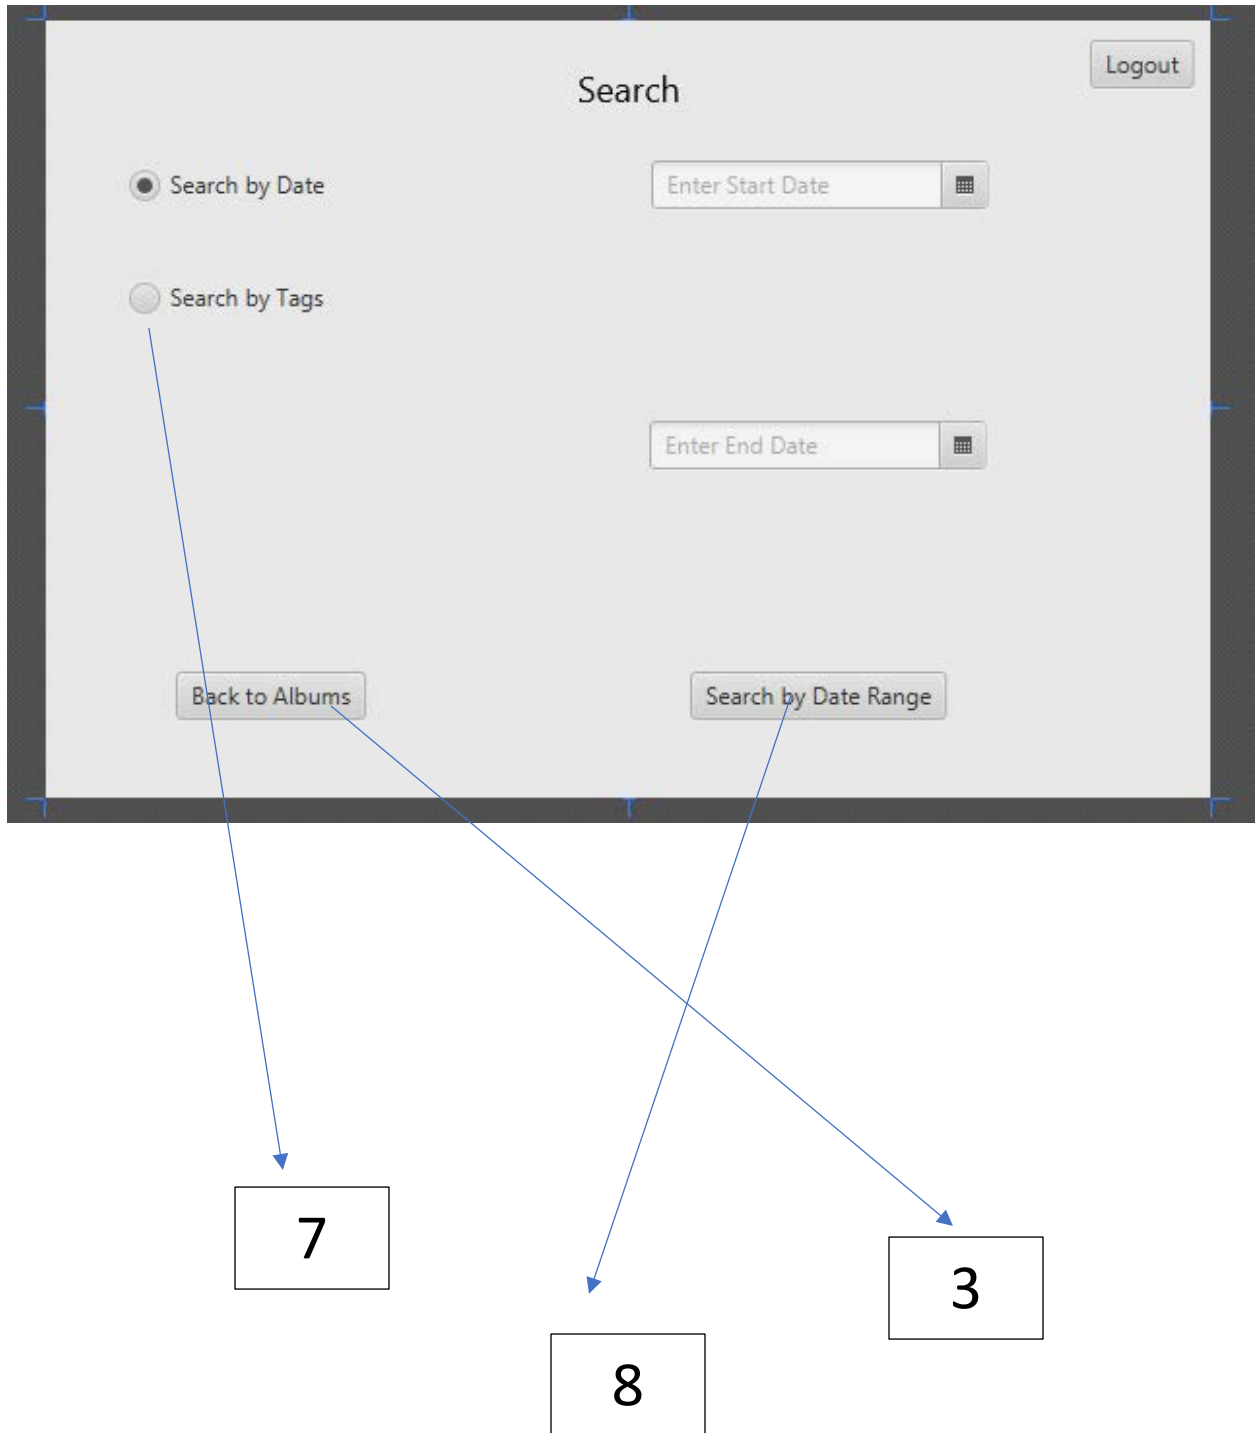 Logout
Search
Search by Date
Enter Start Date
Search by Tags
Enter End Date
Back to Albums
Search by Date Range
7
3
8